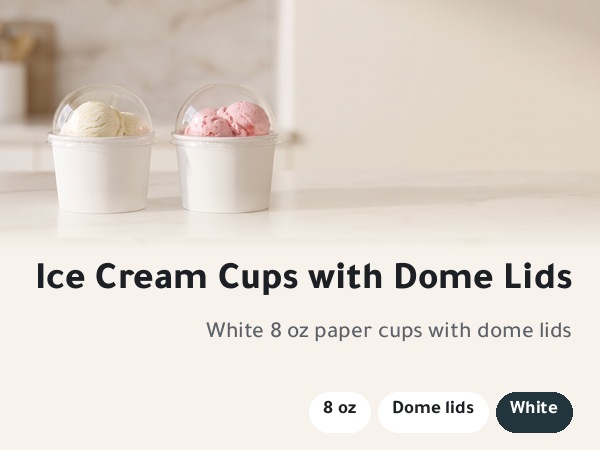 Ice Cream Cups with Dome Lids
White 8 oz paper cups with dome lids
8 oz
Dome lids
White